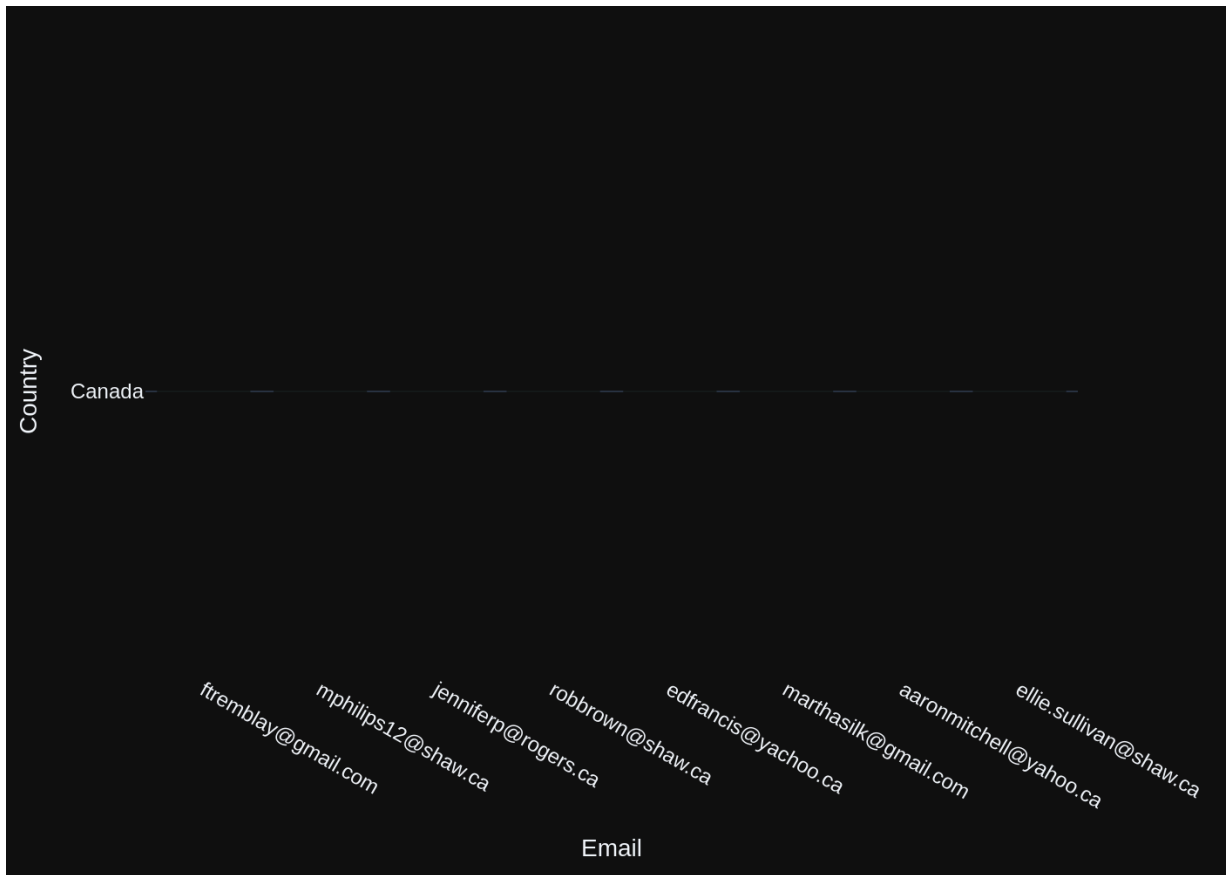 Country
Canada
ftremblay@gmail.com
mphilips12@shaw.ca
jenniferp@rogers.ca
robbrown@shaw.ca
edfrancis@yachoo.ca
marthasilk@gmail.com
aaronmitchell@yahoo.ca
ellie.sullivan@shaw.ca
Email